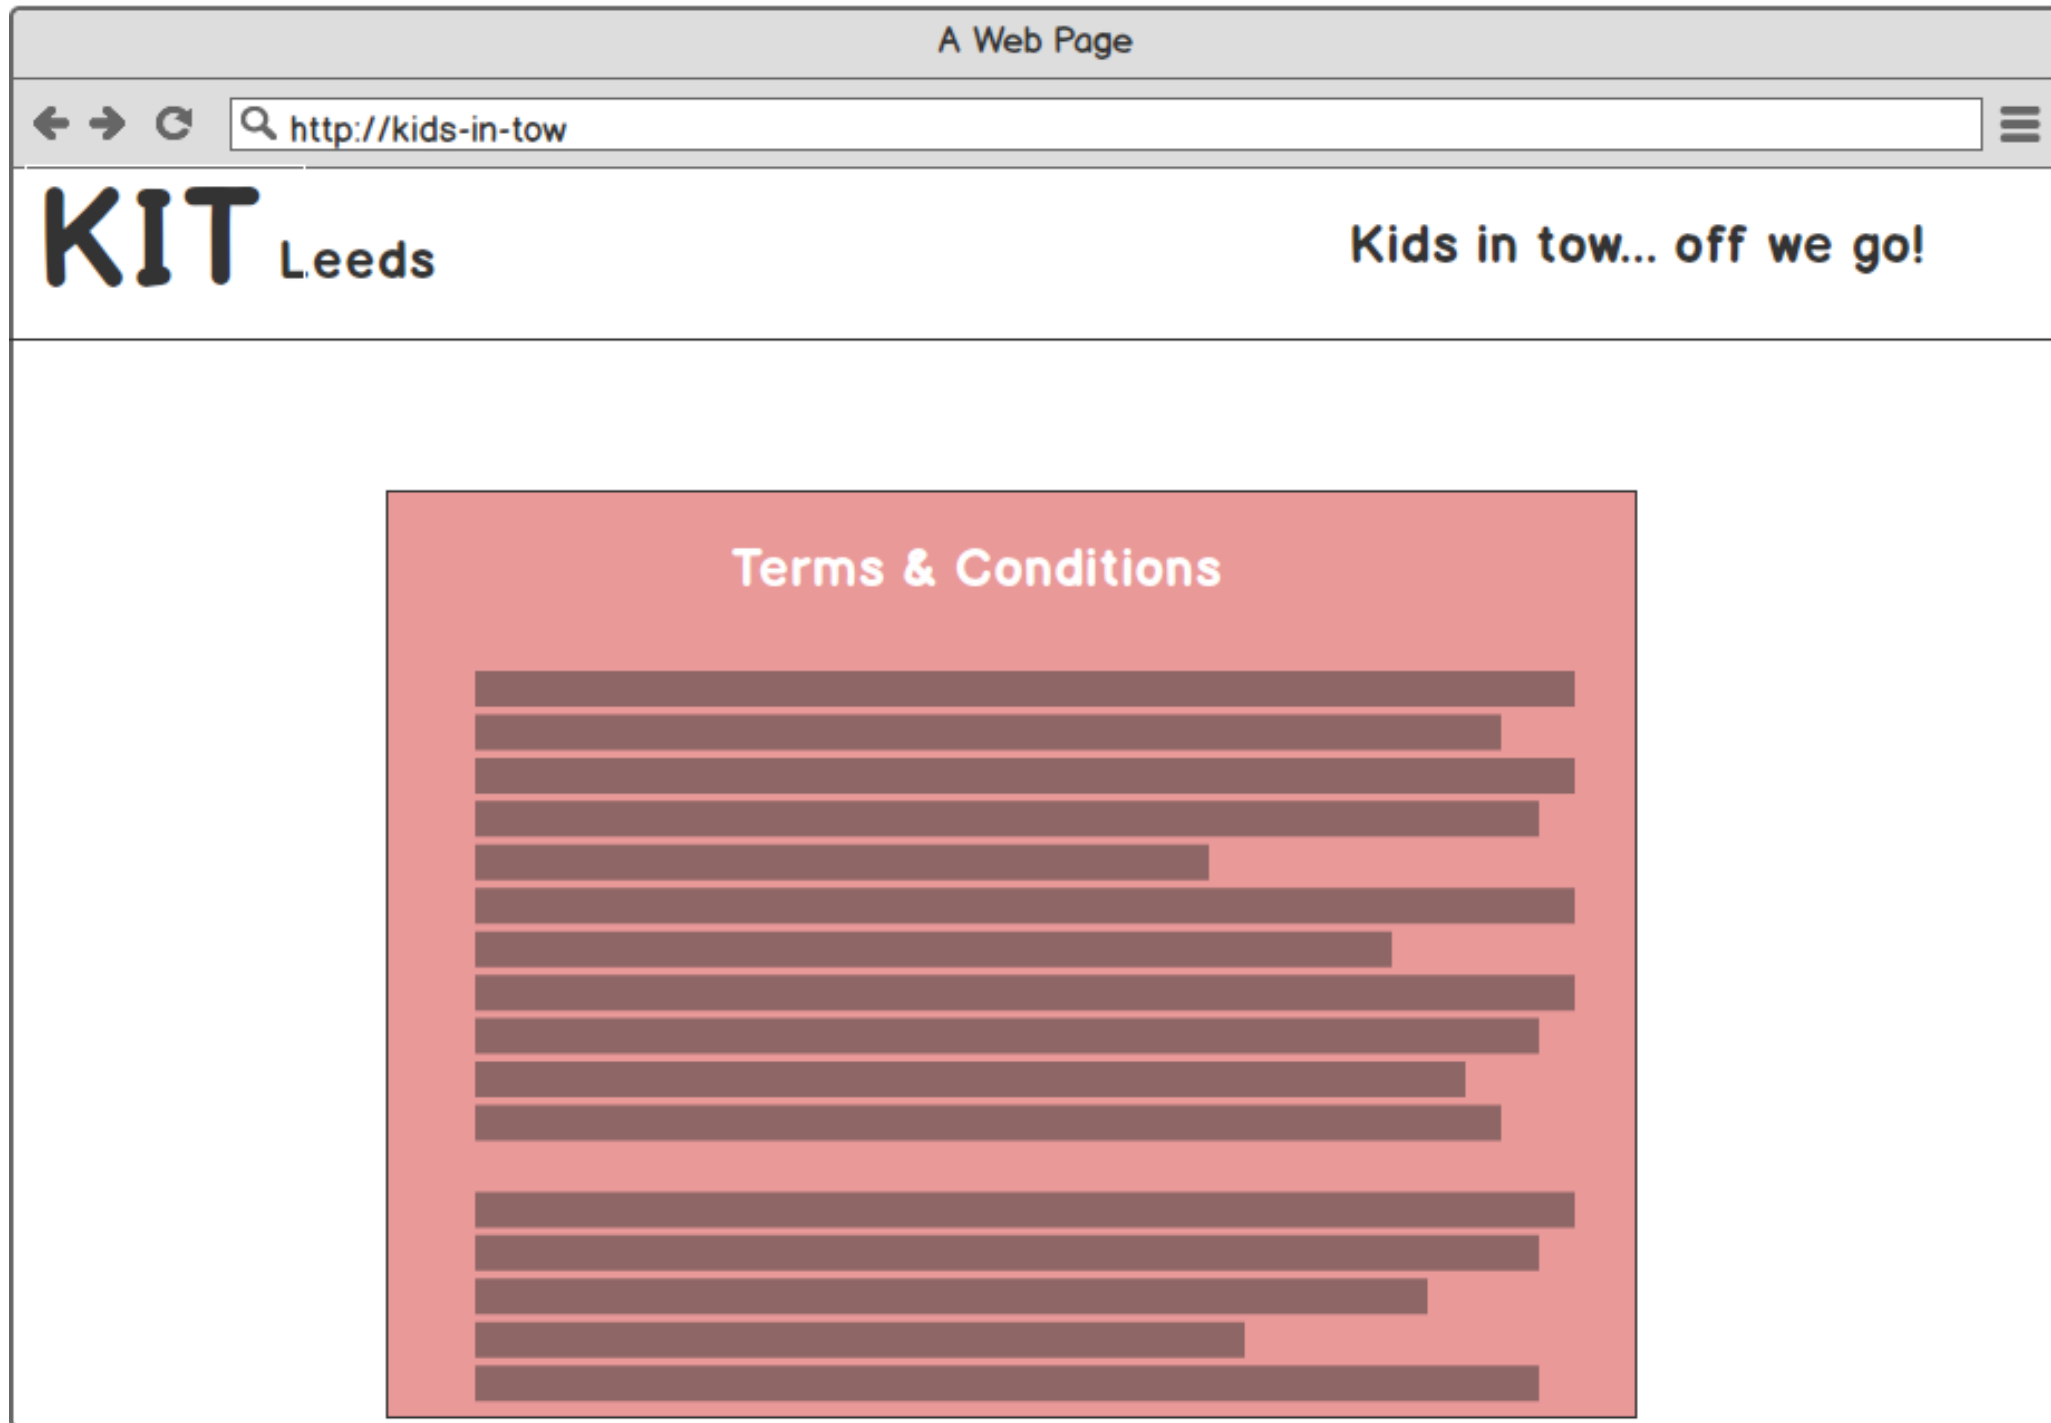 A Web Page
http://kids-in-tow
KIT Leeds
Kids in tow... off we go!
Terms & Conditions